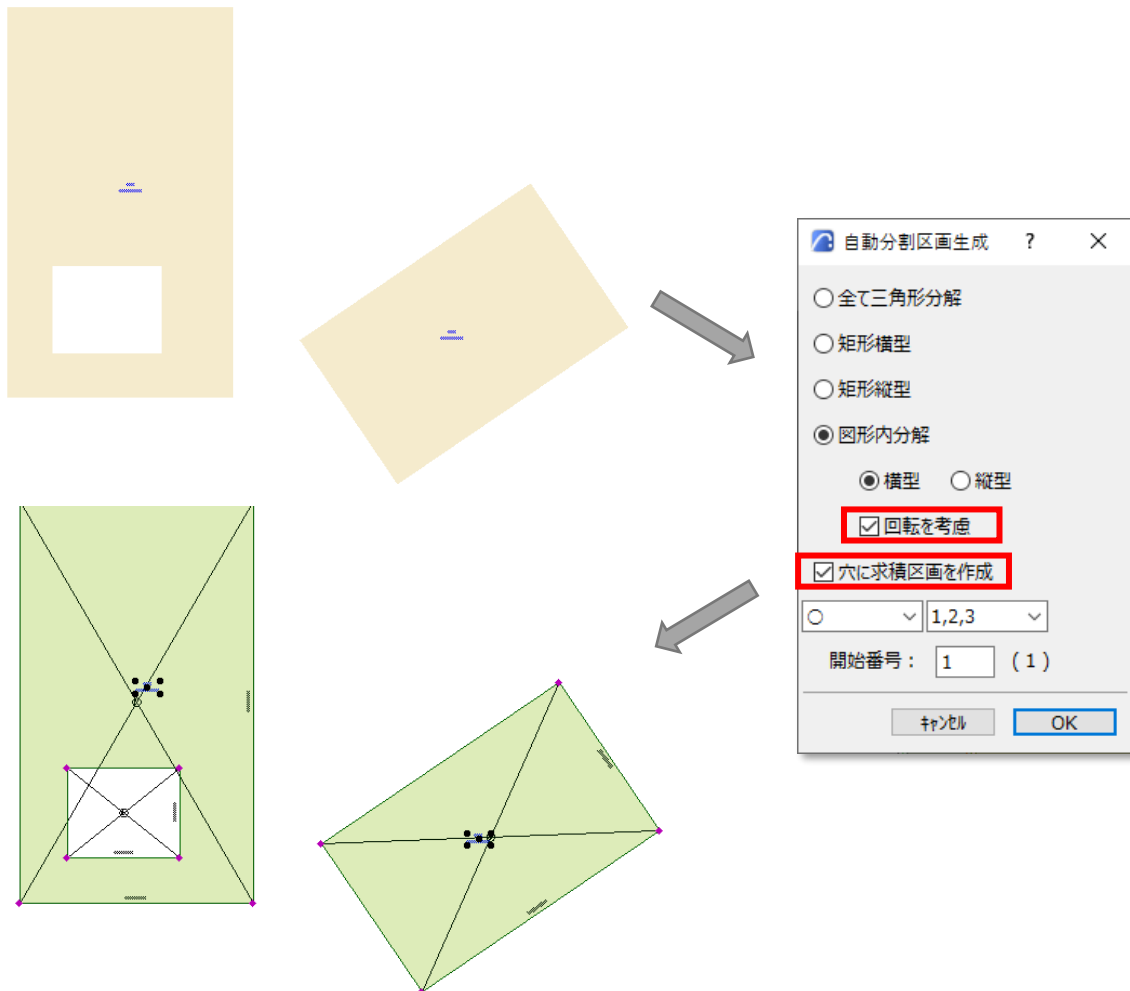 自動分割区画生成 ?
全て三角形分解
矩形横型
矩形縦型
図形内分解
横型 縦型
回転を考慮
穴に求積区画を作成
○ 1,2,3
開始番号： 1 (1)
ｷｬﾝｾﾙ OK